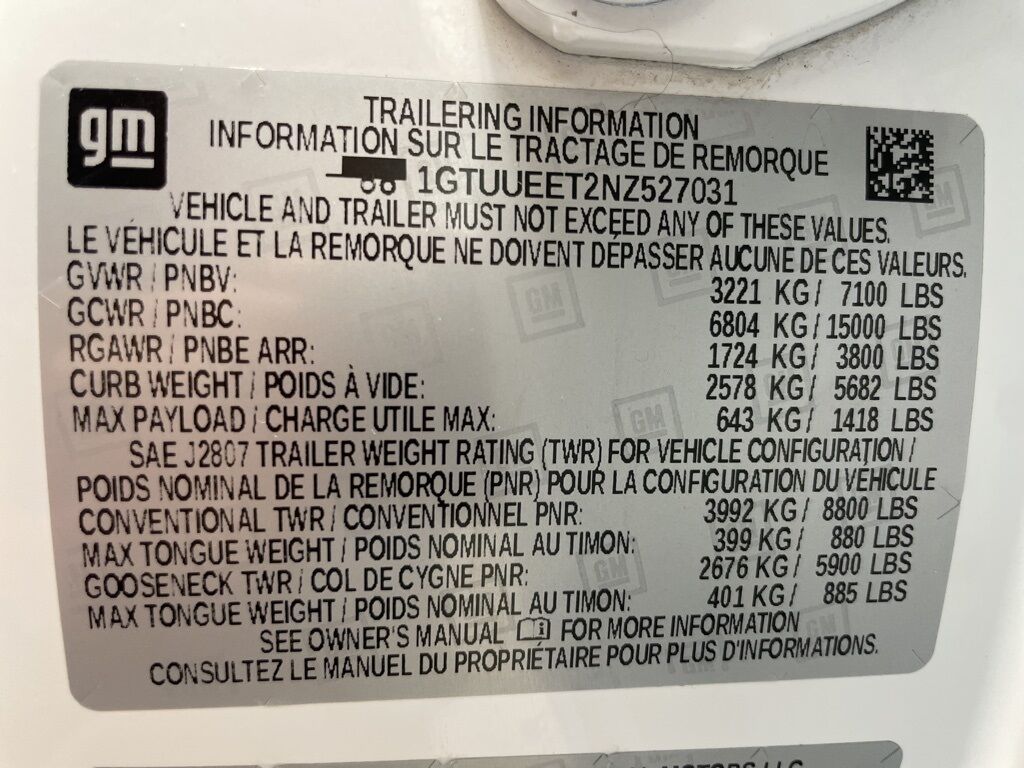 gm
TRAILERING INFORMATION
INFORMATION SUR LE TRACTAGE DE REMORQUE
1GTUUEET2NZ527031
VEHICLE AND TRAILER MUST NOT EXCEED ANY OF THESE VALUES.
LE VÉHICULE ET LA REMORQUE NE DOIVENT DÉPASSER AUCUNE DE CES VALEURS.
GVWR / PNBV: 3221 KG / 7100 LBS
GCWR / PNBC: 6804 KG / 15000 LBS
RGAWR / PNBE ARR: 1724 KG / 3800 LBS
CURB WEIGHT / POIDS À VIDE: 2578 KG / 5682 LBS
MAX PAYLOAD / CHARGE UTILE MAX: 643 KG / 1418 LBS
SAE J2807 TRAILER WEIGHT RATING (TWR) FOR VEHICLE CONFIGURATION /
POIDS NOMINAL DE LA REMORQUE (PNR) POUR LA CONFIGURATION DU VÉHICULE
CONVENTIONAL TWR / CONVENTIONNEL PNR: 3992 KG / 8800 LBS
MAX TONGUE WEIGHT / POIDS NOMINAL AU TIMON: 399 KG / 880 LBS
GOOSENECK TWR / COL DE CYGNE PNR: 2676 KG / 5900 LBS
MAX TONGUE WEIGHT / POIDS NOMINAL AU TIMON: 401 KG / 885 LBS
SEE OWNER'S MANUAL FOR MORE INFORMATION
CONSULTEZ LE MANUEL DU PROPRIÉTAIRE POUR PLUS D'INFORMATIONS.